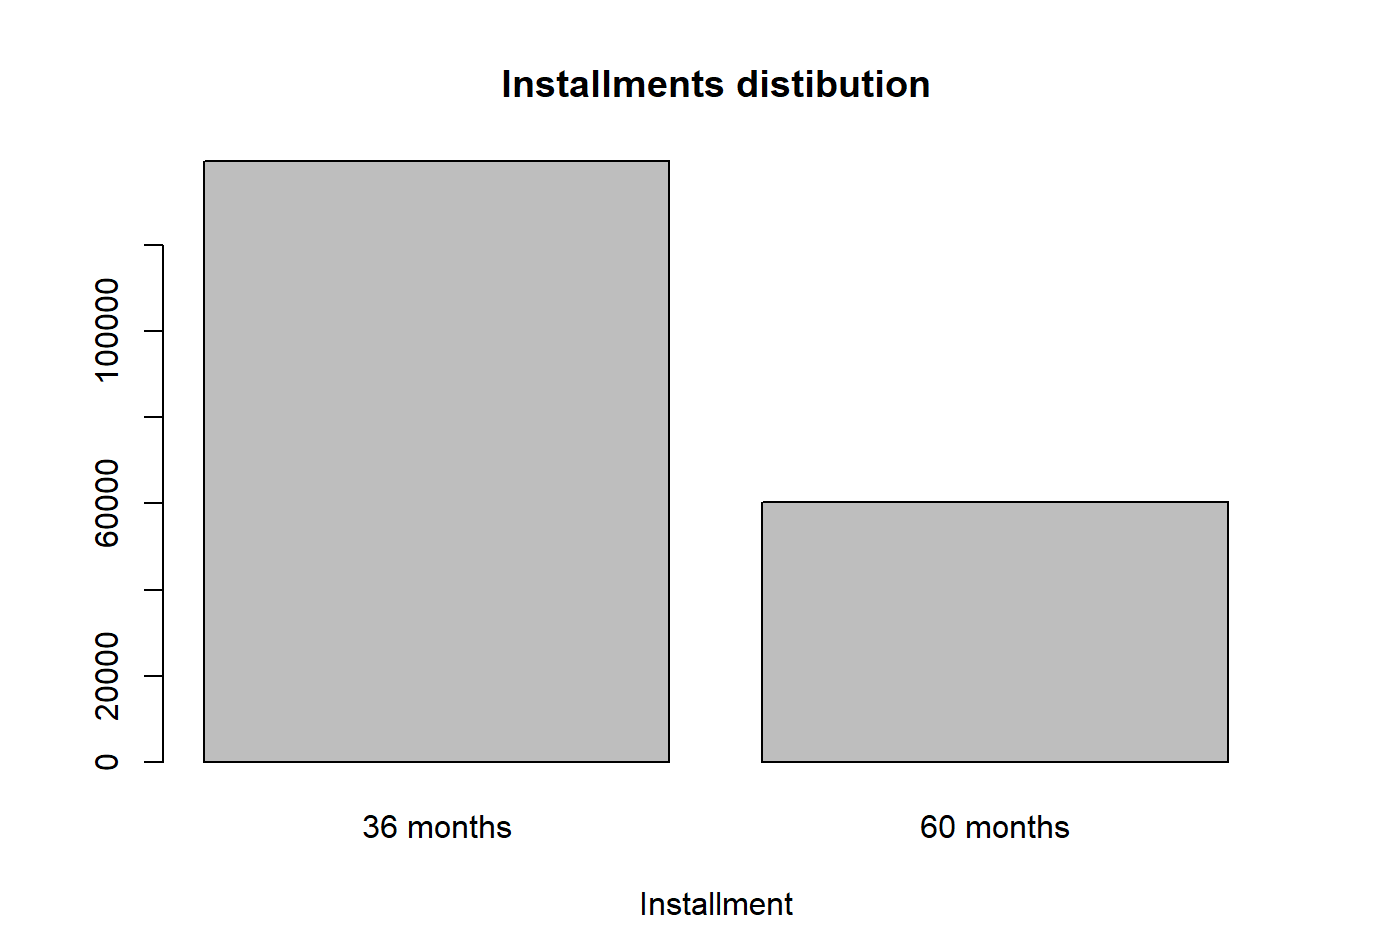 Installments distibution
100000
60000
20000
0
36 months
60 months
Installment